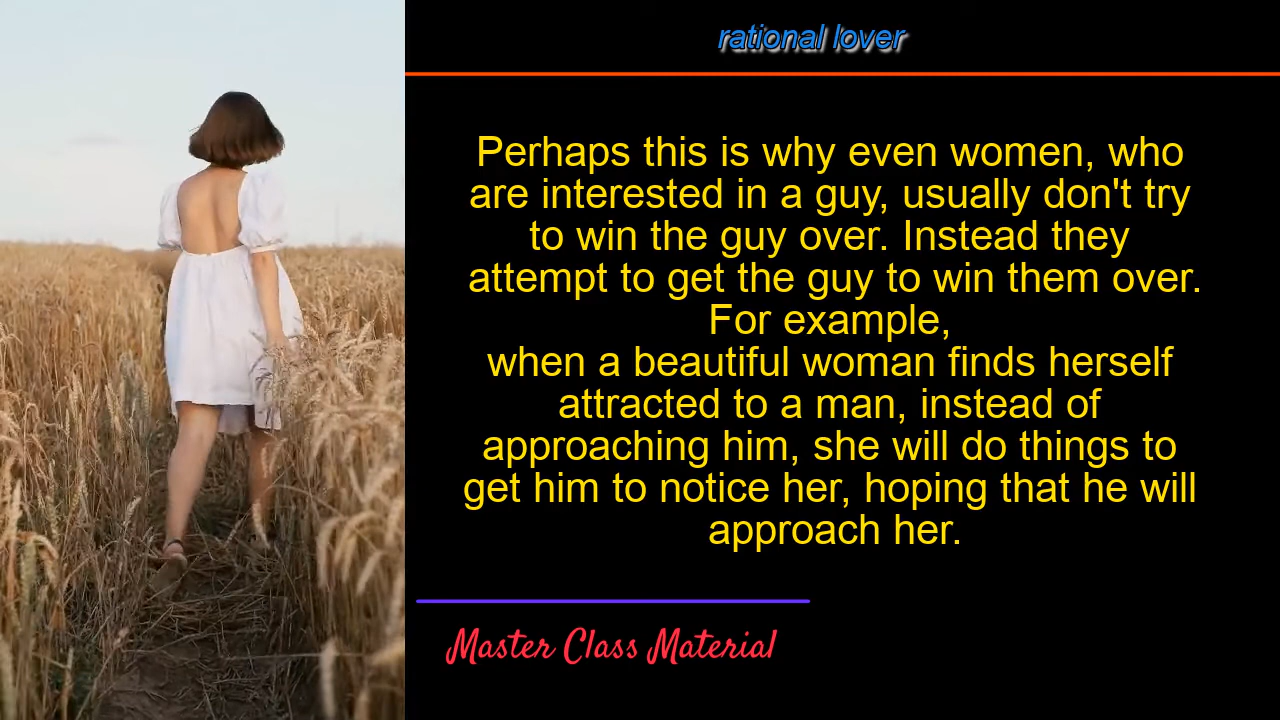 rational lover
Perhaps this is why even women, who
are interested in a guy, usually don't try
to win the guy over. Instead they
attempt to get the guy to win them over.
For example,
when a beautiful woman finds herself
attracted to a man, instead of
approaching him, she will do things to
get him to notice her, hoping that he will
approach her.
Master Class Material